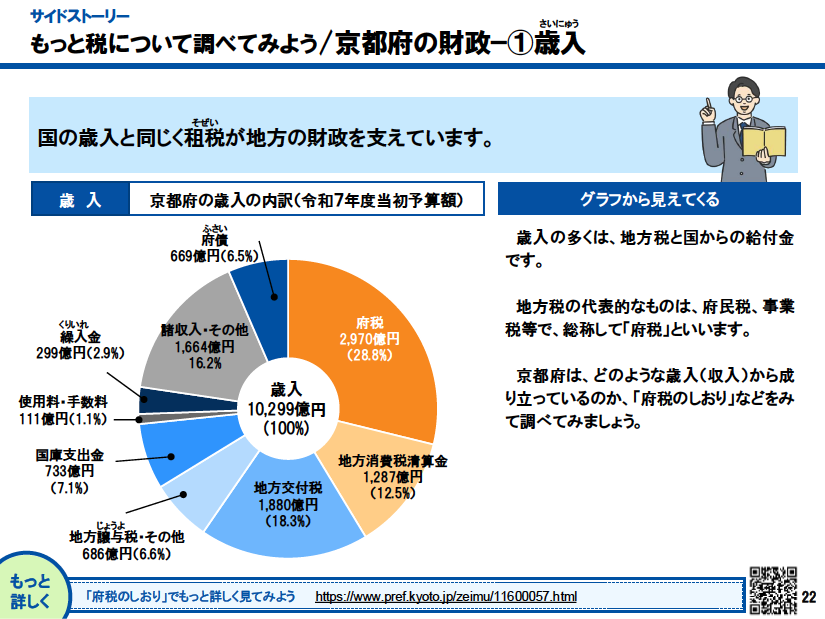 サイドストーリー
もっと税について調べてみよう/京都府の財政−①歳入
さいにゅう
国の歳入と同じく租税が地方の財政を支えています。
そぜい
歳 入
京都府の歳入の内訳(令和7年度当初予算額)
ふさい
府債
669億円(6.5%)
府税
2,970億円
(28.8%)
諸収入・その他
1,664億円
16.2%
くりいれ
繰入金
299億円(2.9%)
歳入
10,299億円
(100%)
使用料・手数料
111億円(1.1%)
国庫支出金
733億円
(7.1%)
地方消費税清算金
1,287億円
(12.5%)
地方交付税
1,880億円
(18.3%)
じょうよ
地方譲与税・その他
686億円(6.6%)
グラフから見えてくる
歳入の多くは、地方税と国からの給付金
です。
地方税の代表的なものは、府民税、事業
税等で、総称して「府税」といいます。
京都府は、どのような歳入(収入)から成
り立っているのか、「府税のしおり」などをみ
て調べてみましょう。
もっと
詳しく
「府税のしおり」でもっと詳しく見てみよう
https://www.pref.kyoto.jp/zeimu/11600057.html
22